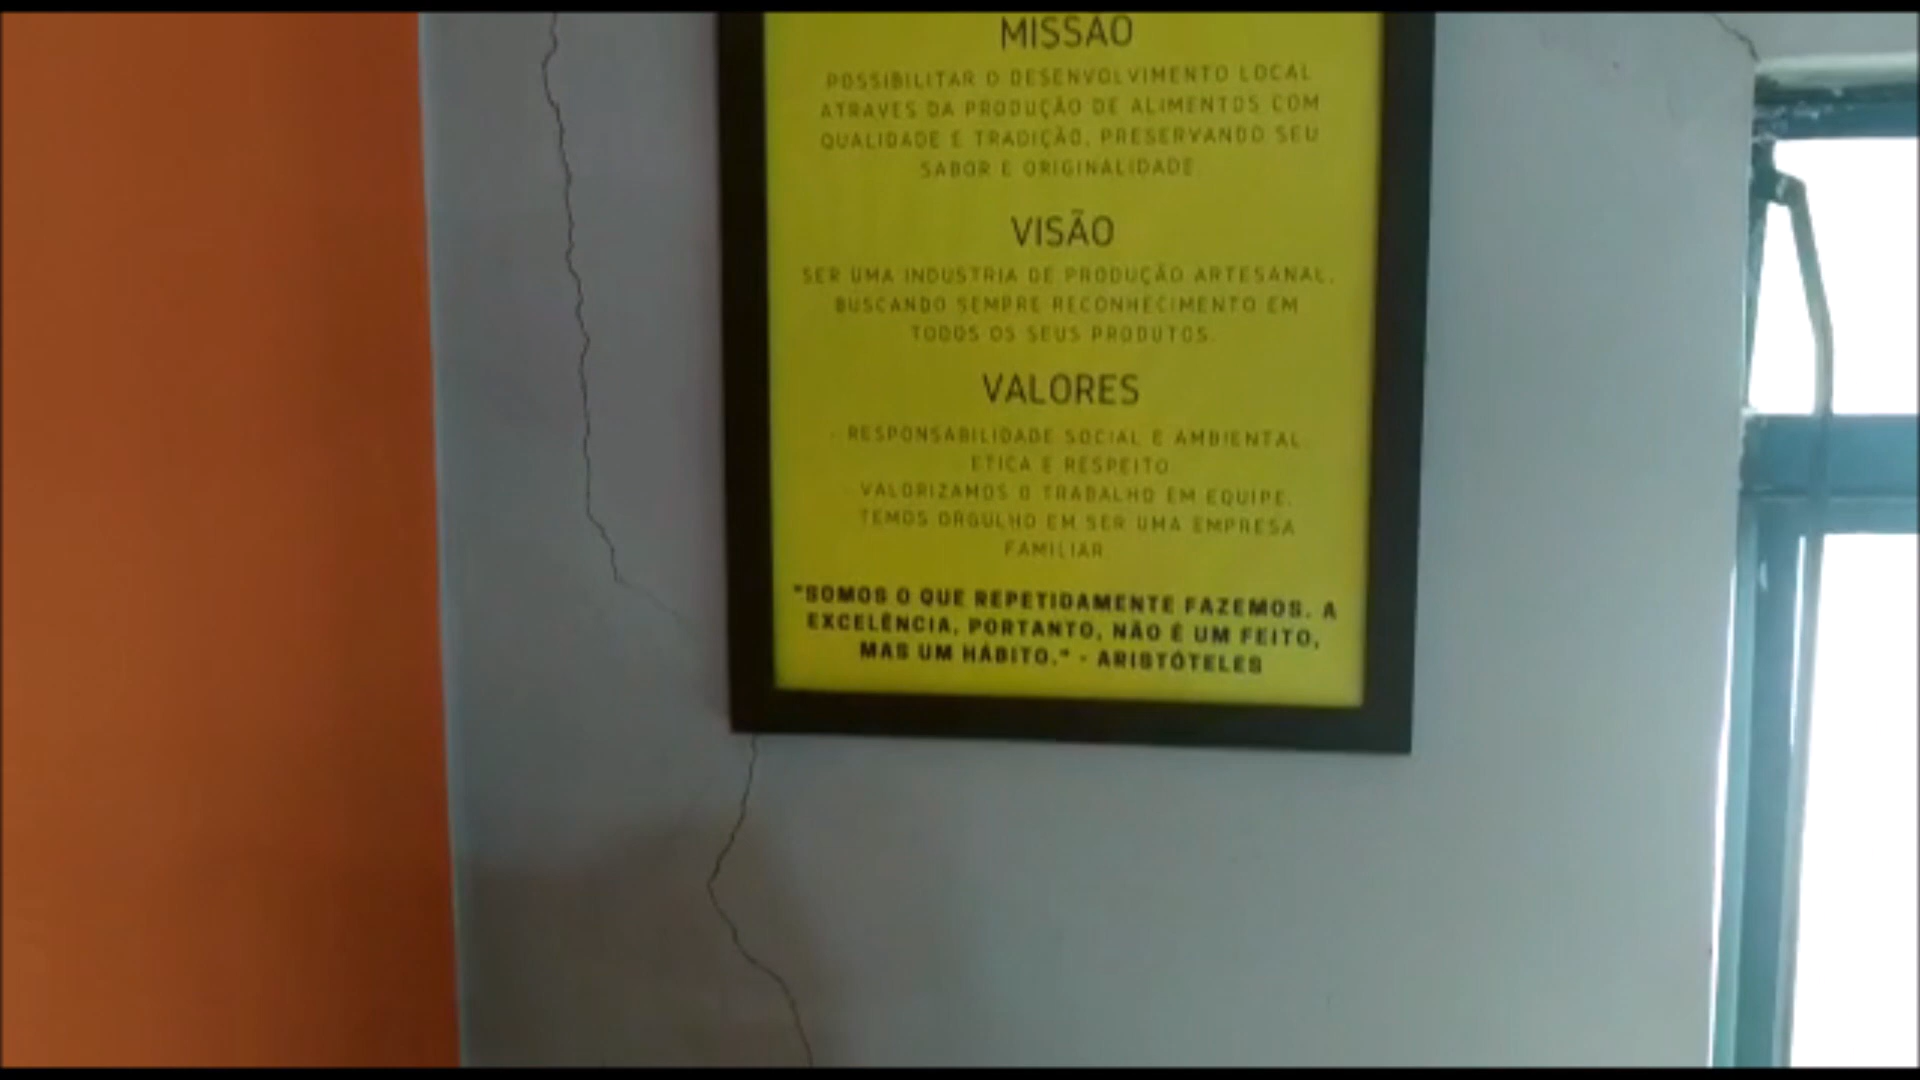 MISSÃO
POSSIBILITAR O DESENVOLVIMENTO LOCAL
ATRAVES DA PRODUÇÃO DE ALIMENTOS COM
QUALIDADE E TRADIÇÃO, PRESERVANDO SEU
SABOR E ORIGINALIDADE.
VISÃO
SER UMA INDUSTRIA DE PRODUÇÃO ARTESANAL,
BUSCANDO SEMPRE RECONHECIMENTO EM
TODOS OS SEUS PRODUTOS.
VALORES
· RESPONSABILIDADE SOCIAL E AMBIENTAL.
ETICA E RESPEITO
VALORIZAMOS O TRABALHO EM EQUIPE.
TEMOS ORGULHO EM SER UMA EMPRESA
FAMILIAR
"SOMOS O QUE REPETIDAMENTE FAZEMOS. A
EXCELÊNCIA, PORTANTO, NÃO É UM FEITO,
MAS UM HÁBITO." - ARISTÓTELES